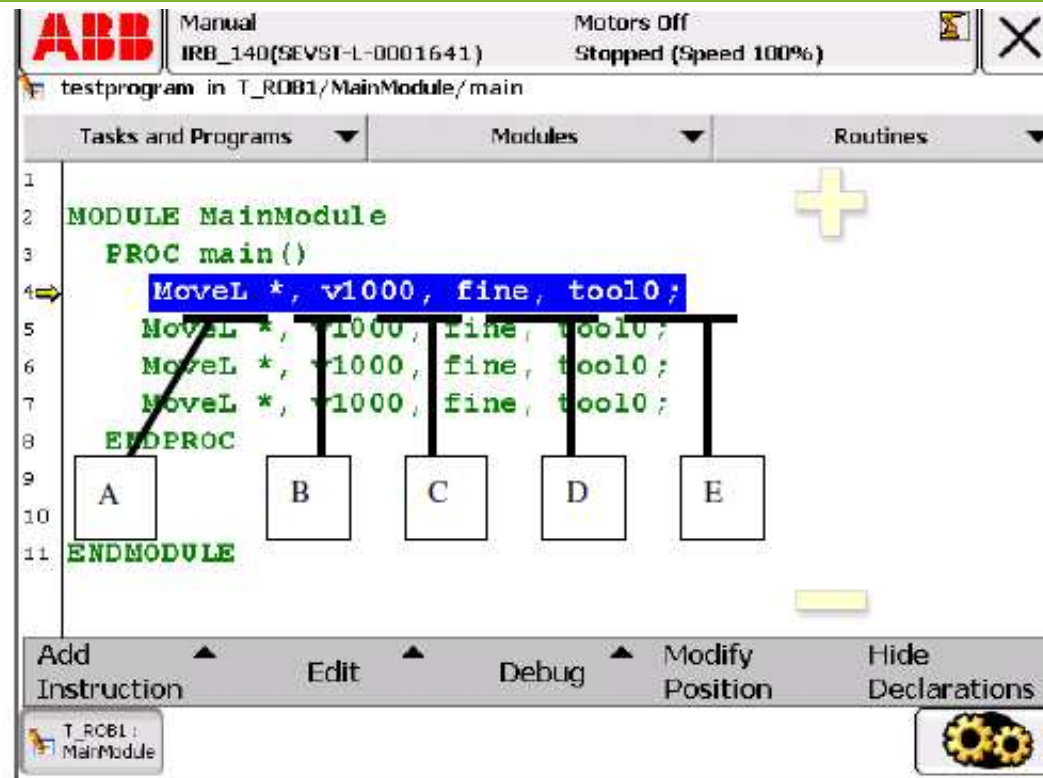 ABB
Manual Motors Off
IRB_140(SEVST-L-0001641) Stopped (Speed 100%)
testprogram in T_ROB1/MainModule/main
Tasks and Programs Modules Routines
1
2 MODULE MainModule
3 PROC main()
4 MoveL *, v1000, fine, tool0;
5 MoveL *, v1000, fine, tool0;
6 MoveL *, v1000, fine, tool0;
7 MoveL *, v1000, fine, tool0;
8 ENDPROC
9
10
11 ENDMODULE
A B C D E
Add Instruction Edit Debug Modify Position Hide Declarations
T_ROB1:
MainModule